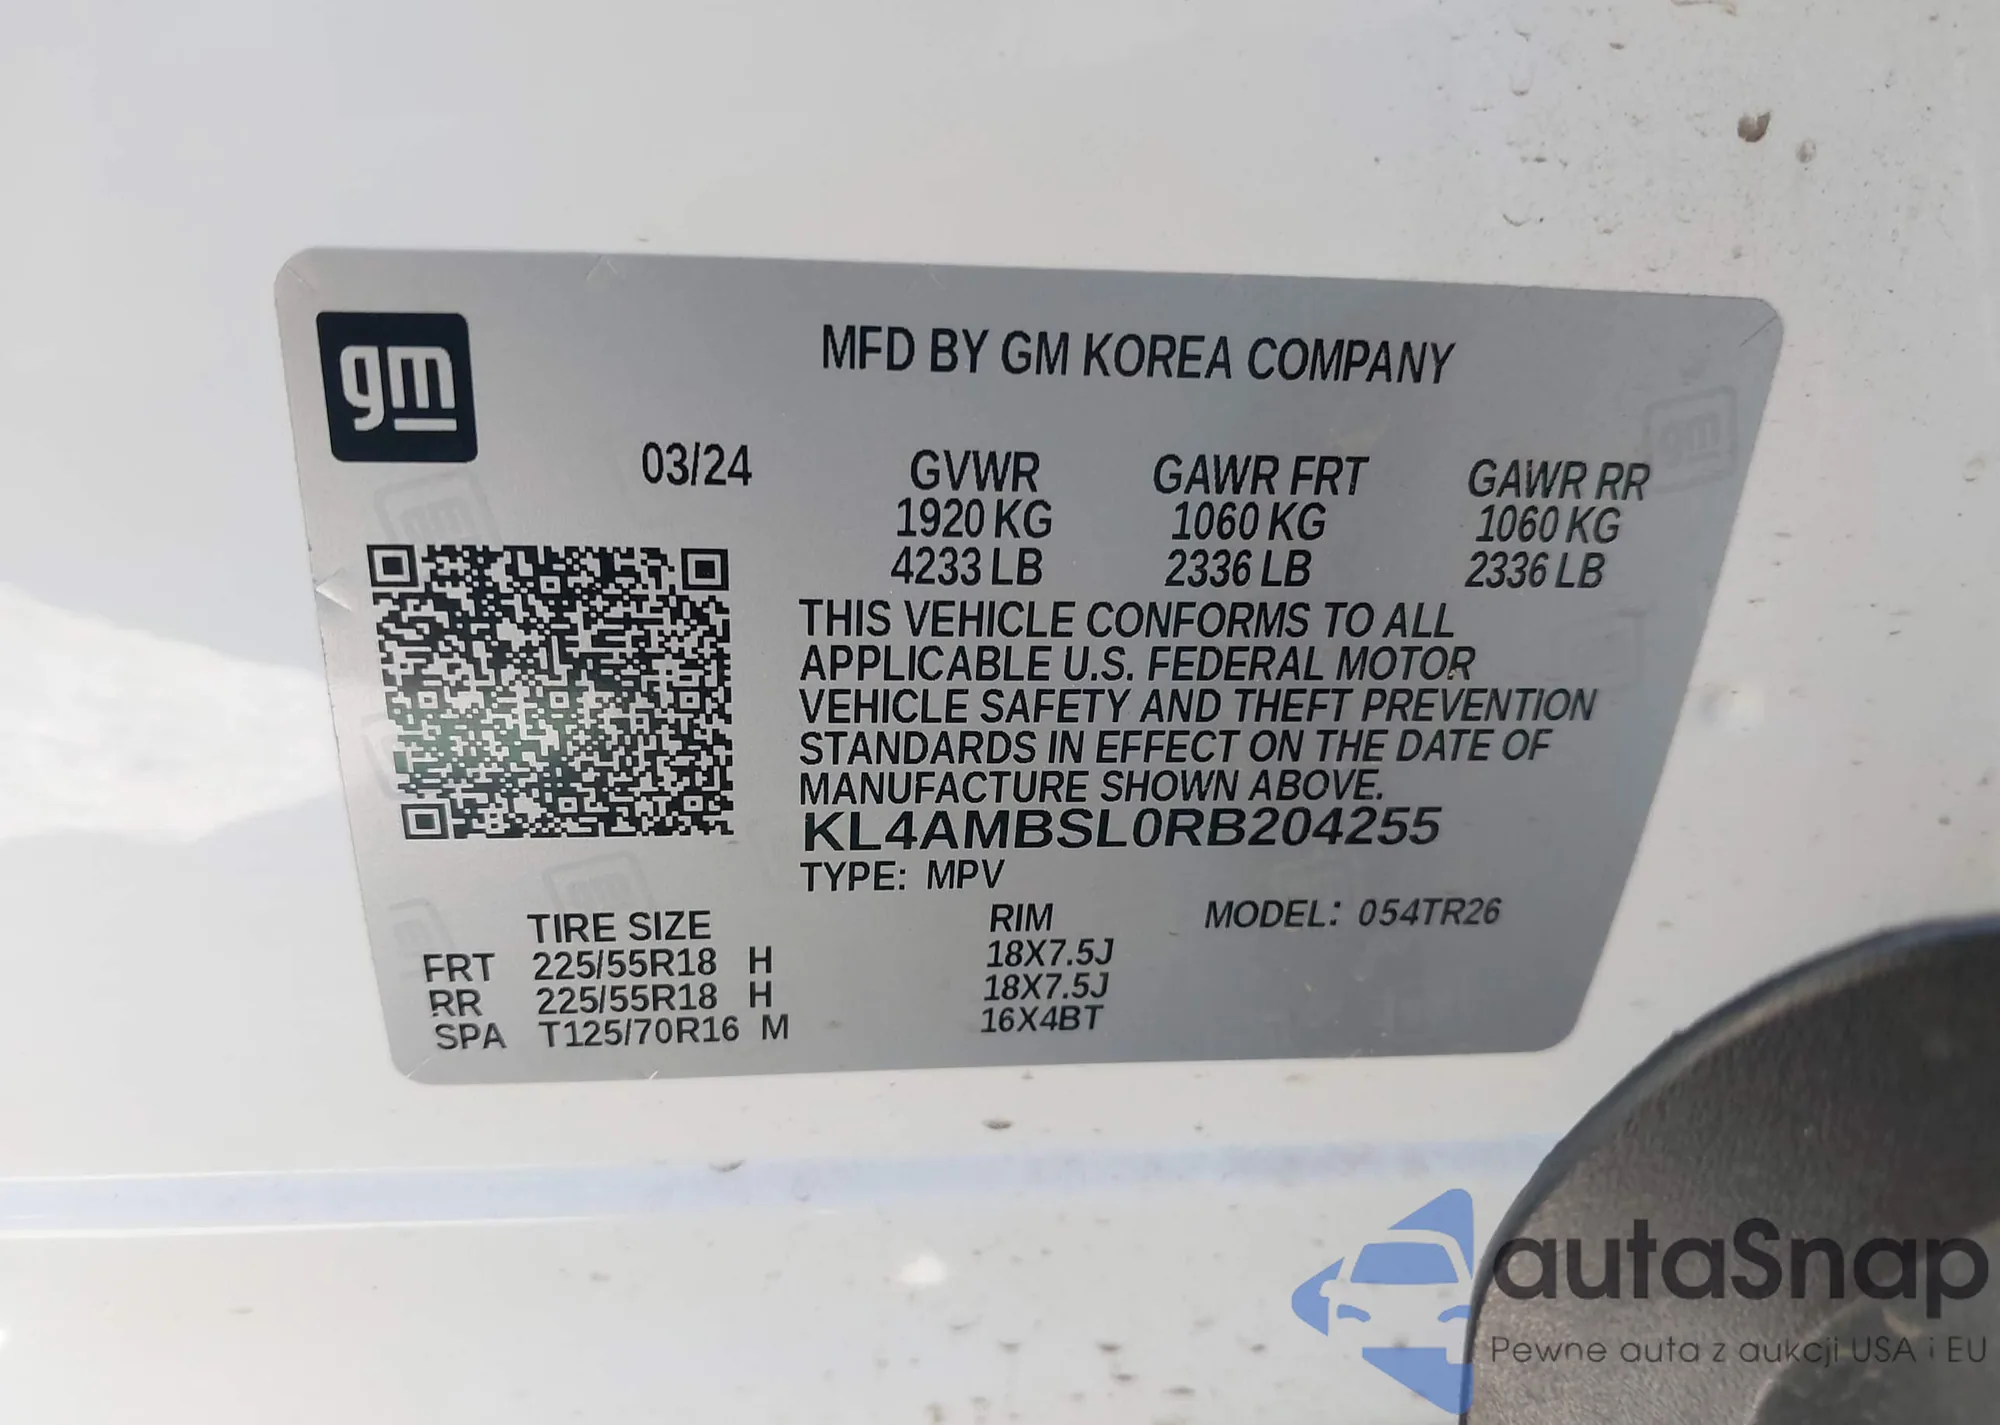 gm
MFD BY GM KOREA COMPANY
03/24 GVWR GAWR FRT GAWR RR
1920 KG 1060 KG 1060 KG
4233 LB 2336 LB 2336 LB
THIS VEHICLE CONFORMS TO ALL
APPLICABLE U.S. FEDERAL MOTOR
VEHICLE SAFETY AND THEFT PREVENTION
STANDARDS IN EFFECT ON THE DATE OF
MANUFACTURE SHOWN ABOVE.
KL4AMBSL0RB204255
TYPE: MPV
TIRE SIZE RIM MODEL: 054TR26
FRT 225/55R18 H 18X7.5J
RR 225/55R18 H 18X7.5J
SPA T125/70R16 M 16X4BT
autaSnap
Pewne auta z aukcji USA i EU